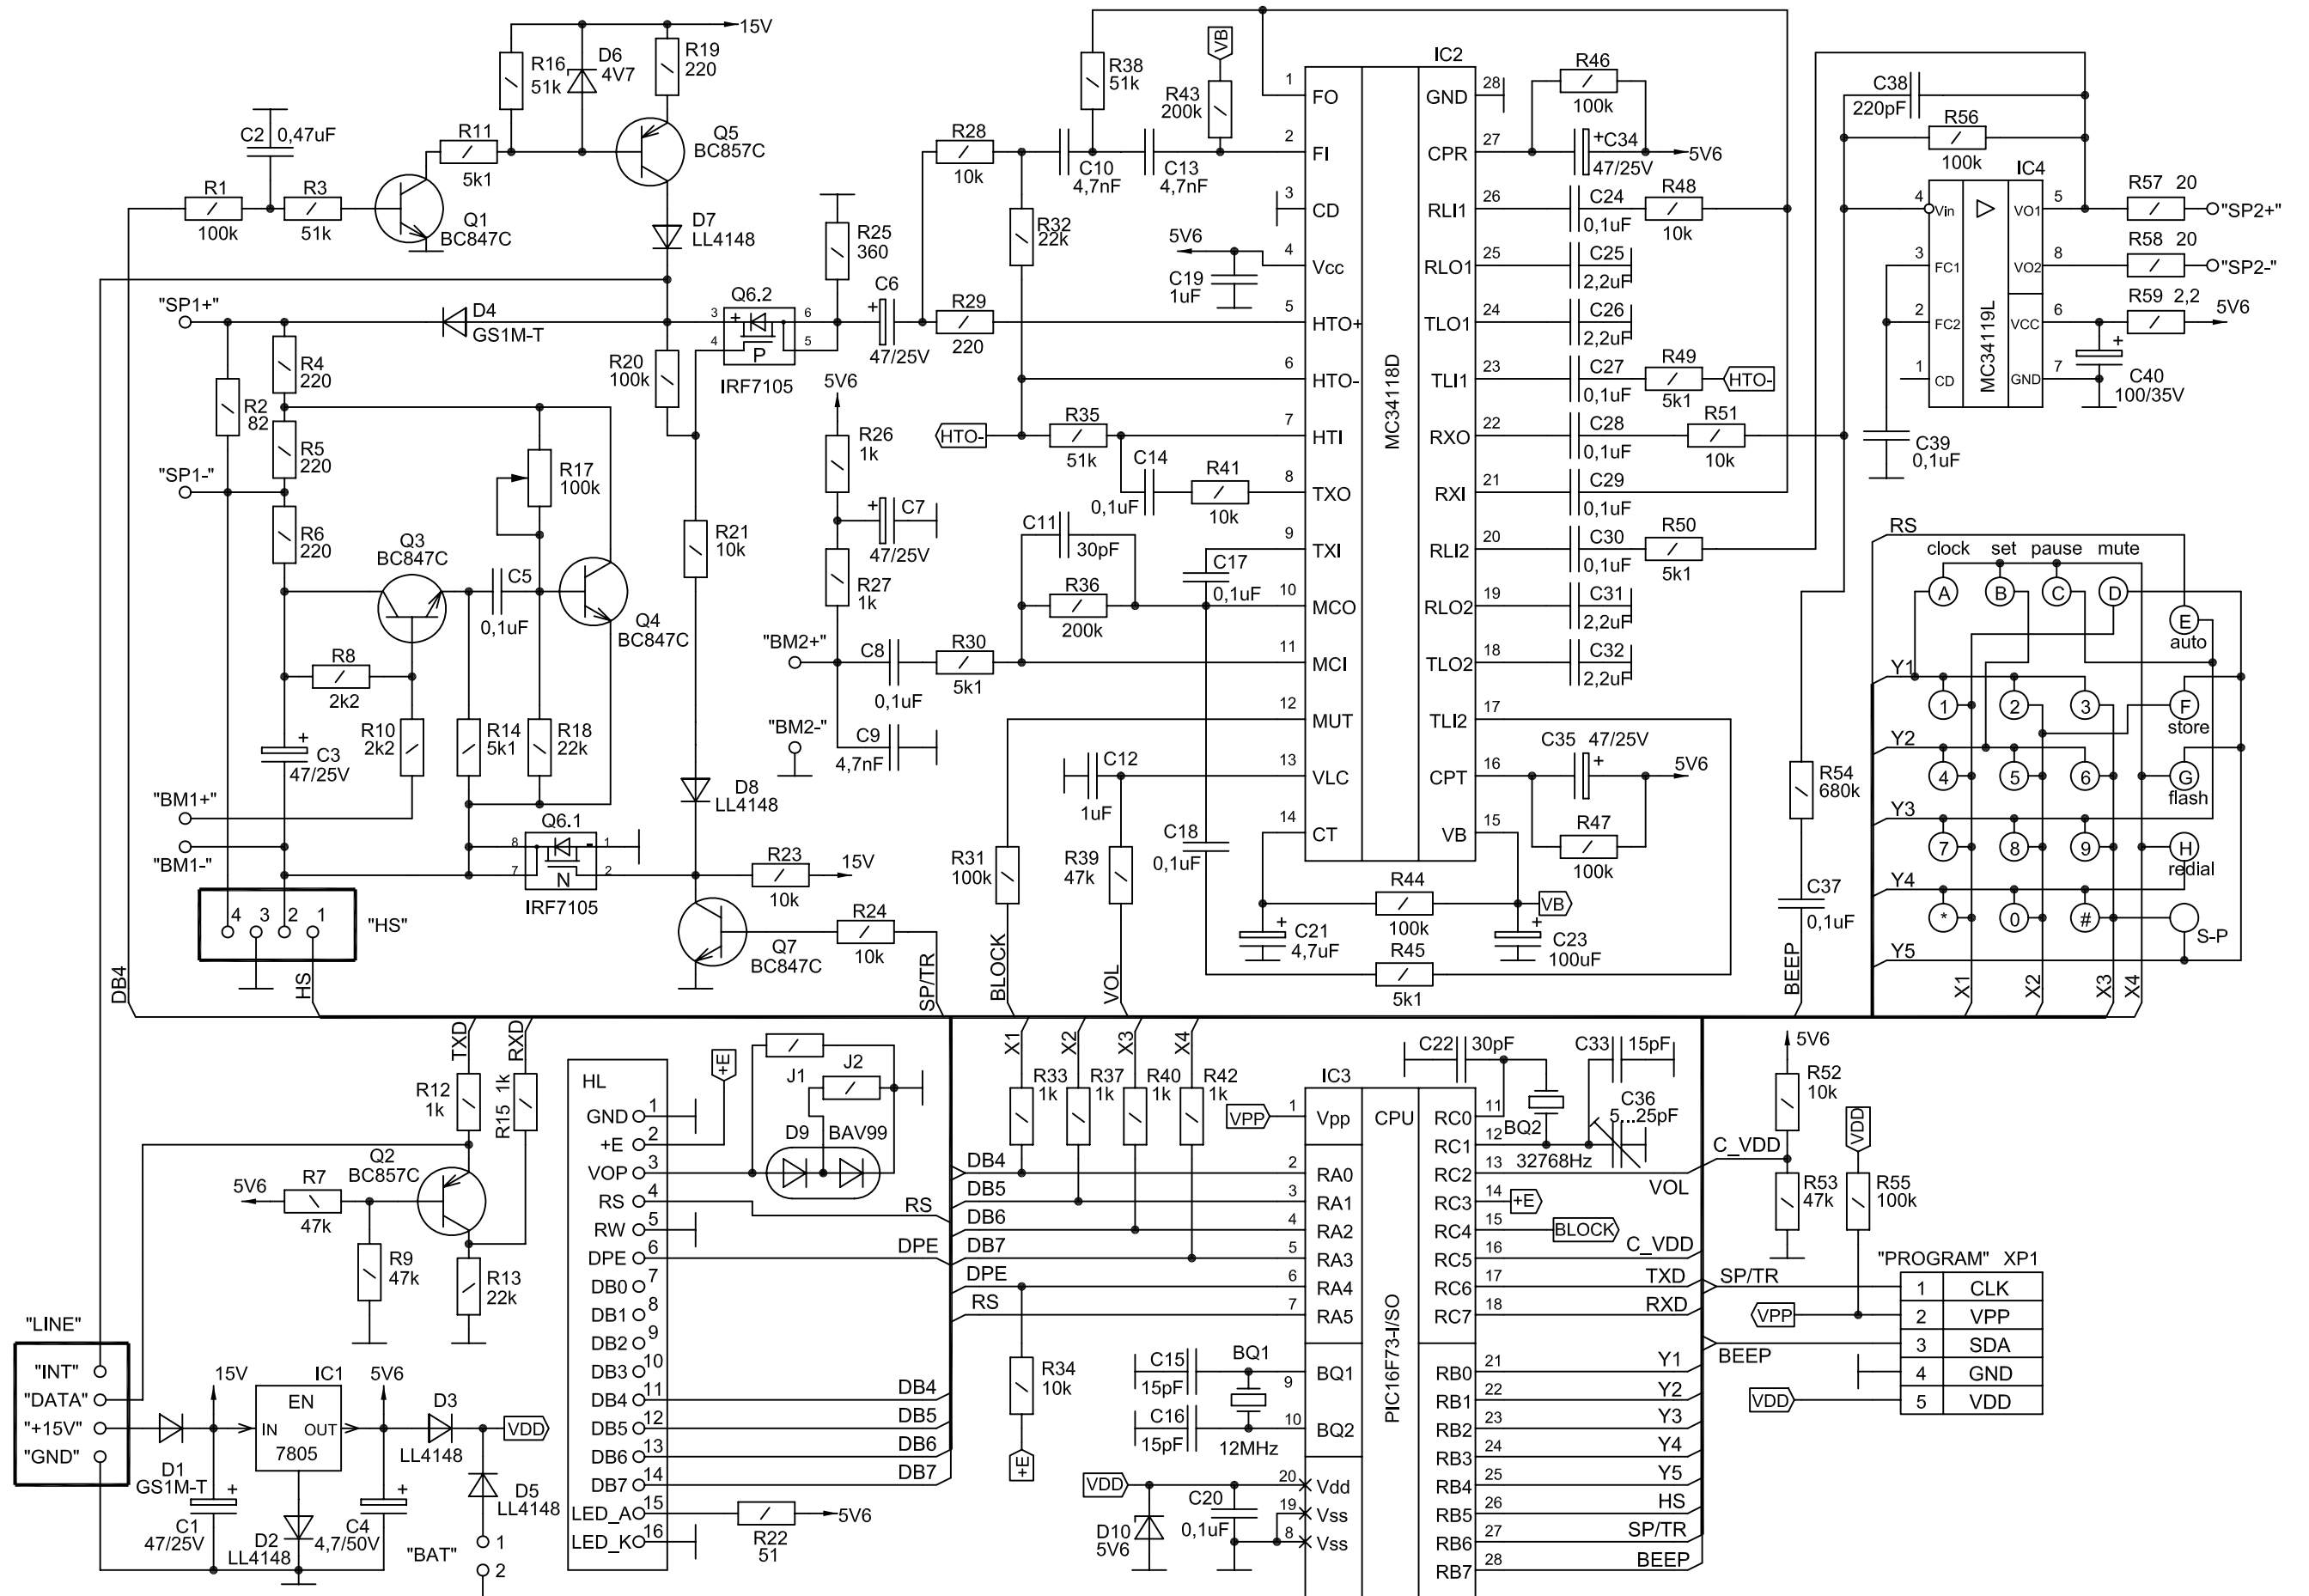 15V
R16
51k
D6
4V7
R19
220
C2 0,47uF
R11
5k1
Q5
BC857C
R1
100k
R3
51k
Q1
BC847C
D7
LL4148
"SP1+"
D4
GS1M-T
Q6.2
3 6
4 5
P
IRF7105
R25
360
C6
+
47/25V
R20
100k
R4
220
R2
82
R5
220
"SP1-"
R6
220
R17
100k
Q3
BC847C
C5
0,1uF
Q4
BC847C
R21
10k
R8
2k2
R10
2k2
R14
5k1
R18
22k
C3
+
47/25V
"BM1+"
"BM1-"
Q6.1
8 1
7 2
N
IRF7105
D8
LL4148
R23
10k
15V
R24
10k
Q7
BC847C
SP/TR
4 3 2 1
"HS"
DB4
HS
5V6
R26
1k
C7
+
47/25V
R27
1k
"BM2+"
C8
0,1uF
R30
5k1
"BM2-"
C9
4,7nF
R28
10k
R29
220
R38
51k
C10
4,7nF
C13
4,7nF
R43
200k
VB
R32
22k
5V6
C19
1uF
HTO-
R35
51k
C14
0,1uF
R41
10k
C11
30pF
R36
200k
C17
0,1uF
C12
1uF
R31
100k
R39
47k
C18
0,1uF
BLOCK
VOL
IC2
MC34118D
1 FO
2 FI
3 CD
4 Vcc
5 HTO+
6 HTO-
7 HTI
8 TXO
9 TXI
10 MCO
11 MCI
12 MUT
13 VLC
14 CT
28 GND
27 CPR
26 RLI1
25 RLO1
24 TLO1
23 TLI1
22 RXO
21 RXI
20 RLI2
19 RLO2
18 TLO2
17 TLI2
16 CPT
15 VB
R46
100k
C34
+
47/25V
5V6
C24
0,1uF
R48
10k
C25
2,2uF
C26
2,2uF
C27
0,1uF
R49
5k1
HTO-
C28
0,1uF
R51
10k
C29
0,1uF
C30
0,1uF
R50
5k1
C31
2,2uF
C32
2,2uF
C35 47/25V
+
5V6
R47
100k
R44
100k
VB
C21
+
4,7uF
C23
+
100uF
R45
5k1
C38
220pF
R56
100k
IC4
MC34119L
4 Vin
3 FC1
2 FC2
1 CD
5 VO1
8 VO2
6 VCC
7 GND
R57 20
"SP2+"
R58 20
"SP2-"
R59 2,2
5V6
C40
+
100/35V
C39
0,1uF
R54
680k
C37
0,1uF
BEEP
RS
clock set pause mute
A B C D
E
auto
Y1
1 2 3 F
store
Y2
4 5 6 G
flash
Y3
7 8 9 H
redial
Y4
* 0 #
S-P
Y5
X1 X2 X3 X4
TXD
RXD
R12
1k
R15 1k
Q2
BC857C
5V6
R7
47k
R9
47k
R13
22k
"LINE"
"INT"
"DATA"
"+15V"
"GND"
D1
GS1M-T
15V
C1
+
47/25V
IC1
EN
IN OUT
7805
D2
LL4148
5V6
C4
+
4,7/50V
D3
LL4148
VDD
D5
LL4148
"BAT"
1
2
HL
GND 1
+E 2
VOP 3
RS 4
RW 5
DPE 6
DB0 7
DB1 8
DB2 9
DB3 10
DB4 11
DB5 12
DB6 13
DB7 14
LED_A 15
LED_K 16
+E
J1
J2
D9 BAV99
RS
DPE
DB4
DB5
DB6
DB7
R22
51
5V6
X1 X2 X3 X4
R33
1k
R37
1k
R40
1k
R42
1k
DB4
DB5
DB6
DB7
DPE
RS
R34
10k
+E
VPP
C15
15pF
BQ1
C16
15pF
12MHz
VDD
D10
5V6
C20
0,1uF
IC3
CPU
PIC16F73-I/SO
1 Vpp
2 RA0
3 RA1
4 RA2
5 RA3
6 RA4
7 RA5
9 BQ1
10 BQ2
20 Vdd
19 Vss
8 Vss
RC0 11
RC1 12
RC2 13
RC3 14
RC4 15
RC5 16
RC6 17
RC7 18
RB0 21
RB1 22
RB2 23
RB3 24
RB4 25
RB5 26
RB6 27
RB7 28
C22 30pF
C33 15pF
BQ2
32768Hz
C36
5...25pF
VOL
+E
BLOCK
C_VDD
TXD
RXD
Y1
Y2
Y3
Y4
Y5
HS
SP/TR
BEEP
5V6
R52
10k
C_VDD
R53
47k
VDD
R55
100k
"PROGRAM" XP1
SP/TR
VPP
BEEP
VDD
1 CLK
2 VPP
3 SDA
4 GND
5 VDD